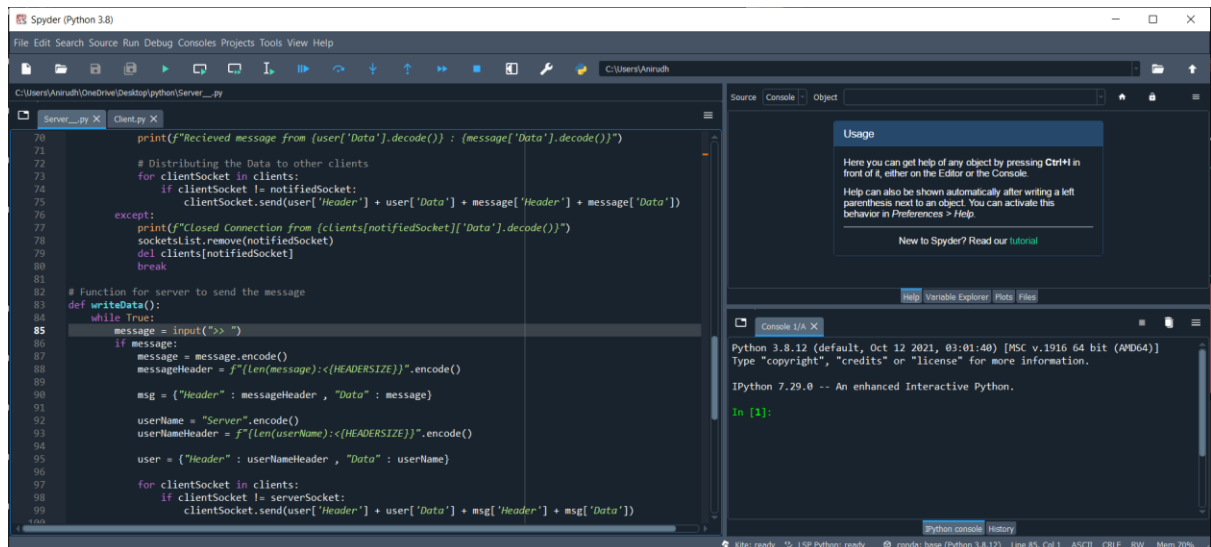 Spyder (Python 3.8)
File Edit Search Source Run Debug Consoles Projects Tools View Help
C:\Users\Anirudh
C:\Users\Anirudh\OneDrive\Desktop\python\Server__.py
Server__.py X Client.py X
70 print(f"Recieved message from {user['Data'].decode()} : {message['Data'].decode()}")
71
72 # Distributing the Data to other clients
73 for clientSocket in clients:
74 if clientSocket != notifiedSocket:
75 clientSocket.send(user['Header'] + user['Data'] + message['Header'] + message['Data'])
76 except:
77 print(f"Closed Connection from {clients[notifiedSocket]['Data'].decode()}")
78 socketsList.remove(notifiedSocket)
79 del clients[notifiedSocket]
80 break
81
82 # Function for server to send the message
83 def writeData():
84 while True:
85 message = input(">> ")
86 if message:
87 message = message.encode()
88 messageHeader = f"{len(message):<{HEADERSIZE}}".encode()
89
90 msg = {"Header" : messageHeader , "Data" : message}
91
92 userName = "Server".encode()
93 userNameHeader = f"{len(userName):<{HEADERSIZE}}".encode()
94
95 user = {"Header" : userNameHeader , "Data" : userName}
96
97 for clientSocket in clients:
98 if clientSocket != serverSocket:
99 clientSocket.send(user['Header'] + user['Data'] + msg['Header'] + msg['Data'])
100
Source Console Object
Usage
Here you can get help of any object by pressing Ctrl+I in
front of it, either on the Editor or the Console.
Help can also be shown automatically after writing a left
parenthesis next to an object. You can activate this
behavior in Preferences > Help.
New to Spyder? Read our tutorial
Help Variable Explorer Plots Files
Console 1/A X
Python 3.8.12 (default, Oct 12 2021, 03:01:40) [MSC v.1916 64 bit (AMD64)]
Type "copyright", "credits" or "license" for more information.
IPython 7.29.0 -- An enhanced Interactive Python.
In [1]:
IPython console History
Kite: ready LSP Python: ready conda: base (Python 3.8.12) Line 85, Col 1 ASCII CRLF RW Mem 70%